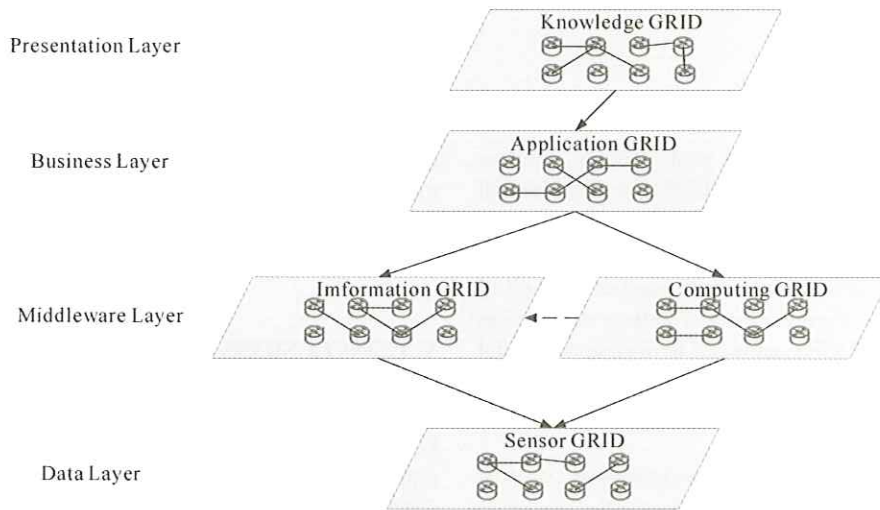 Knowledge GRID
Presentation Layer
Application GRID
Business Layer
Imformation GRID
Computing GRID
Middleware Layer
Sensor GRID
Data Layer